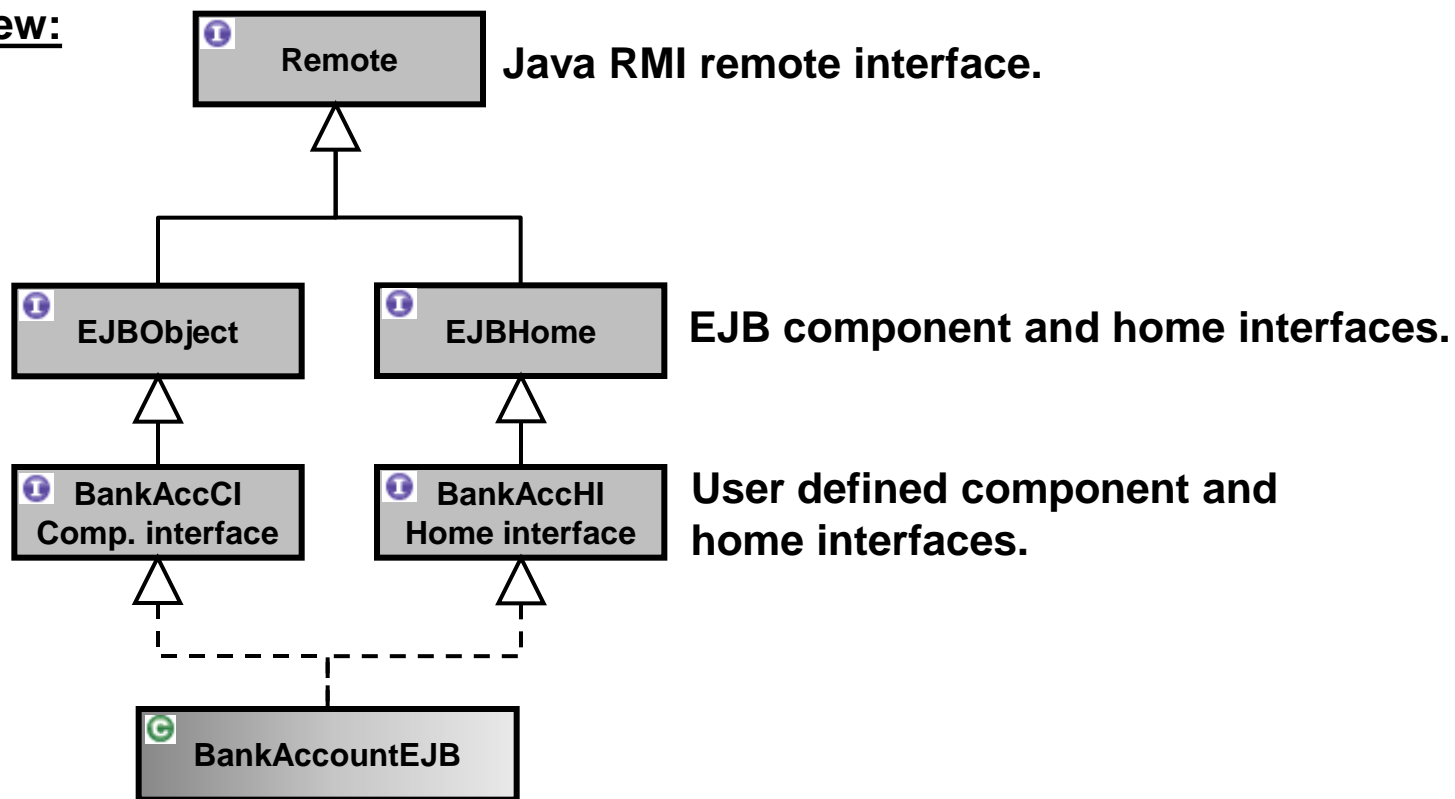 ew:
Remote
Java RMI remote interface.
EJBObject
EJBHome
EJB component and home interfaces.
BankAccCI
Comp. interface
BankAccHI
Home interface
User defined component and
home interfaces.
BankAccountEJB